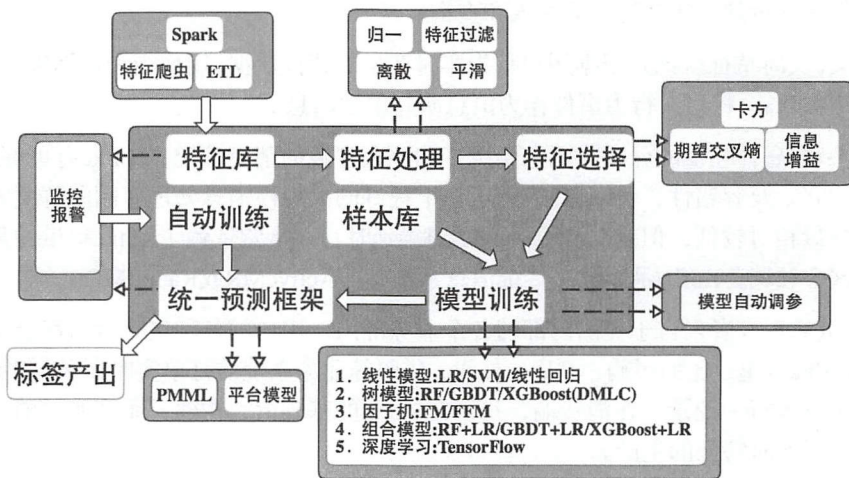 Spark
特征爬虫 ETL
归一 特征过滤
离散 平滑
卡方
期望交叉熵 信息
增益
特征库 特征处理 特征选择
监控
报警
自动训练 样本库
统一预测框架 模型训练
模型自动调参
标签产出
PMML 平台模型
1. 线性模型:LR/SVM/线性回归
2. 树模型:RF/GBDT/XGBoost(DMLC)
3. 因子机:FM/FFM
4. 组合模型:RF+LR/GBDT+LR/XGBoost+LR
5. 深度学习:TensorFlow